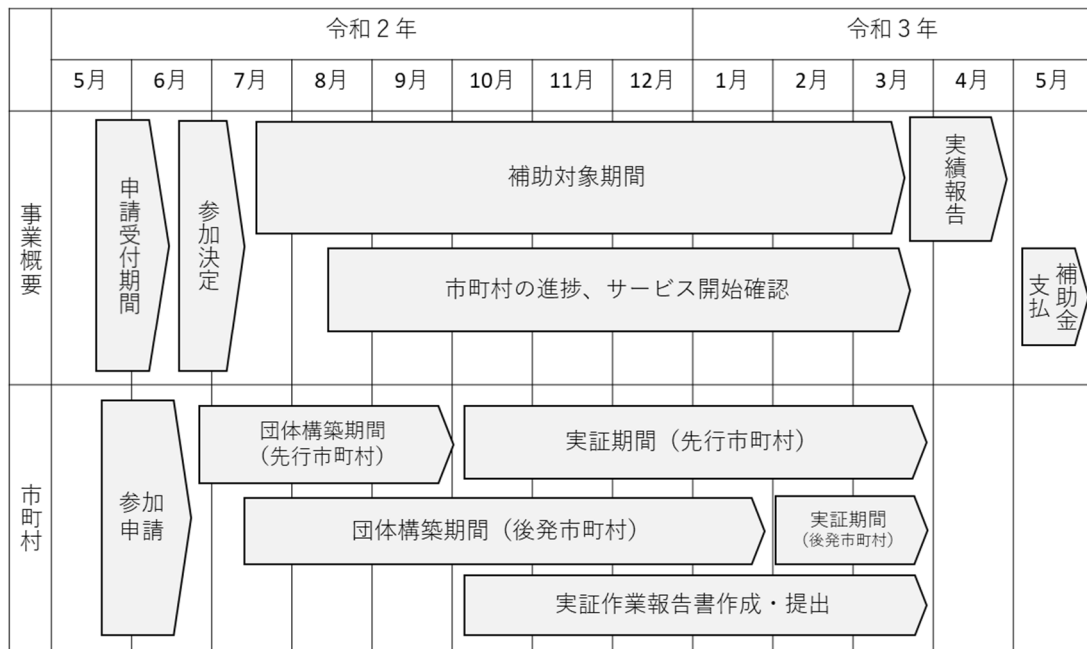 令和２年
令和３年
5月
6月
7月
8月
9月
10月
11月
12月
1月
2月
3月
4月
5月
事業概要
申請受付期間
参加決定
補助対象期間
実績報告
市町村の進捗、サービス開始確認
補助金
支払
市町村
参加
申請
団体構築期間
(先行市町村)
実証期間（先行市町村）
団体構築期間（後発市町村）
実証期間
(後発市町村)
実証作業報告書作成・提出